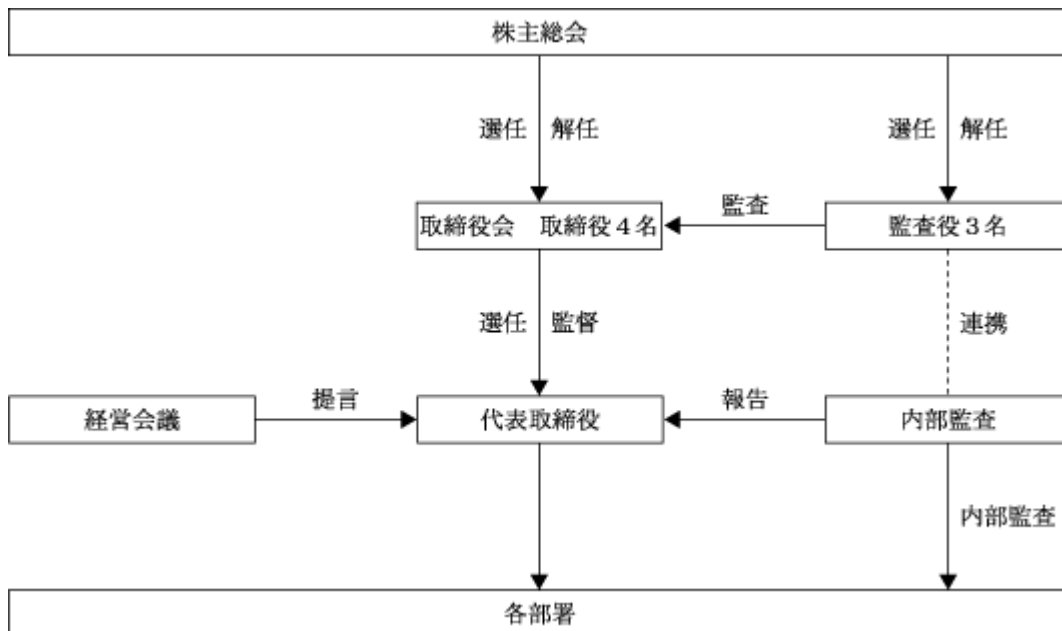 株主総会
選任 解任
選任 解任
取締役会 取締役4名
監査
監査役3名
選任 監督
連携
経営会議
提言
代表取締役
報告
内部監査
内部監査
各部署